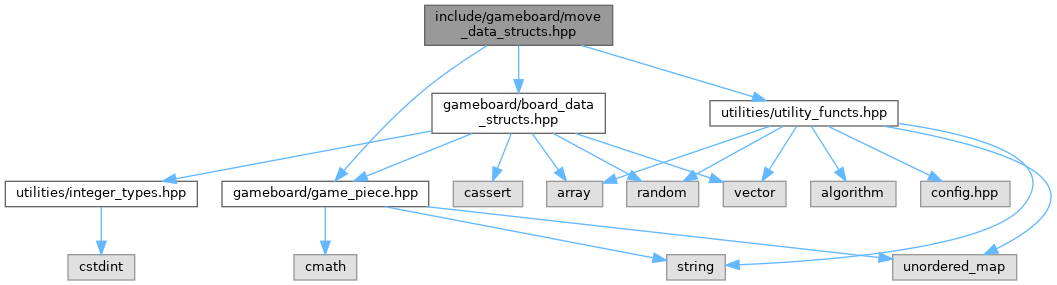 include/gameboard/move
_data_structs.hpp
gameboard/board_data
_structs.hpp
utilities/utility_functs.hpp
utilities/integer_types.hpp
gameboard/game_piece.hpp
cassert
array
random
vector
algorithm
config.hpp
cstdint
cmath
string
unordered_map